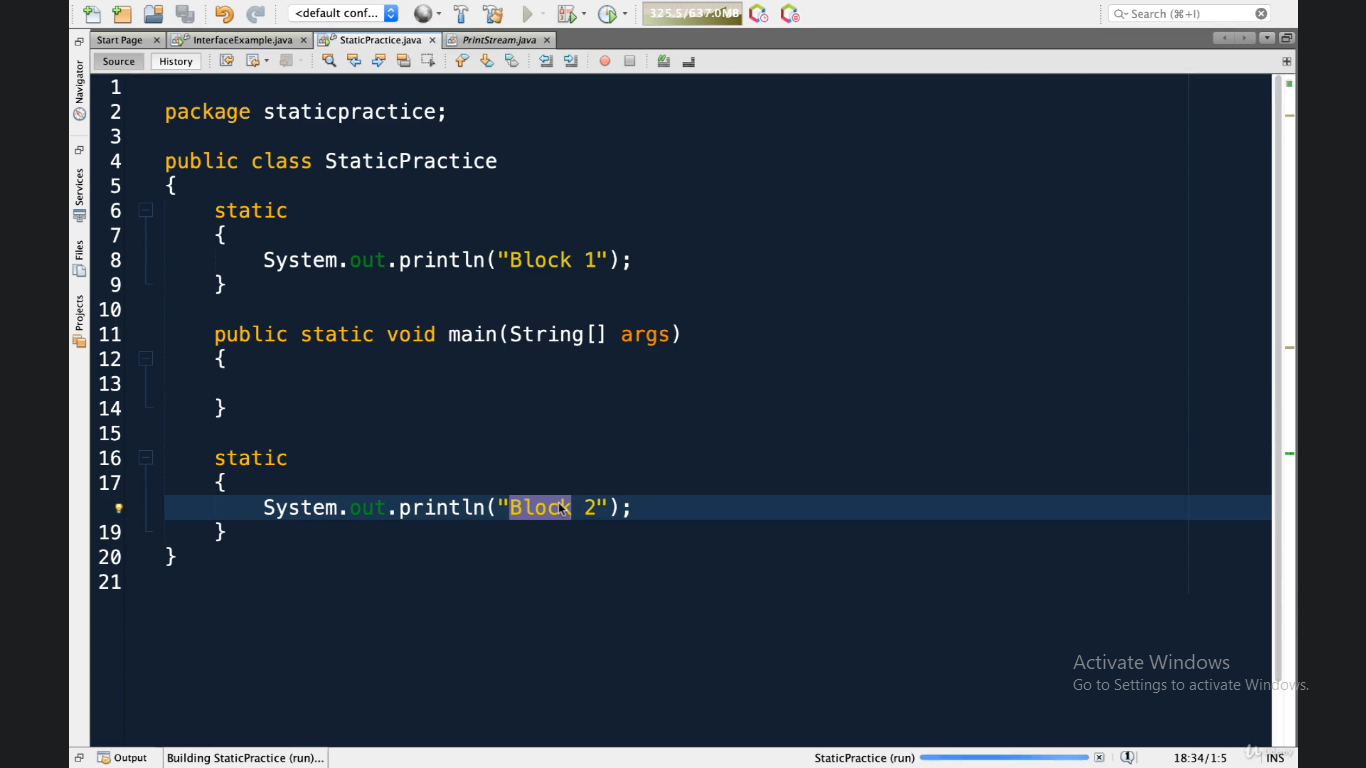 <default conf...
325.5/637.0MB
Search (⌘+I)
Start Page
InterfaceExample.java
StaticPractice.java
PrintStream.java
Source
History
Navigator
Services
Files
Projects
1
2 package staticpractice;
3
4 public class StaticPractice
5 {
6 static
7 {
8 System.out.println("Block 1");
9 }
10
11 public static void main(String[] args)
12 {
13
14 }
15
16 static
17 {
System.out.println("Block 2");
19 }
20 }
21
Activate Windows
Go to Settings to activate Windows.
Output
Building StaticPractice (run)...
StaticPractice (run)
1
18:34/1:5
INS